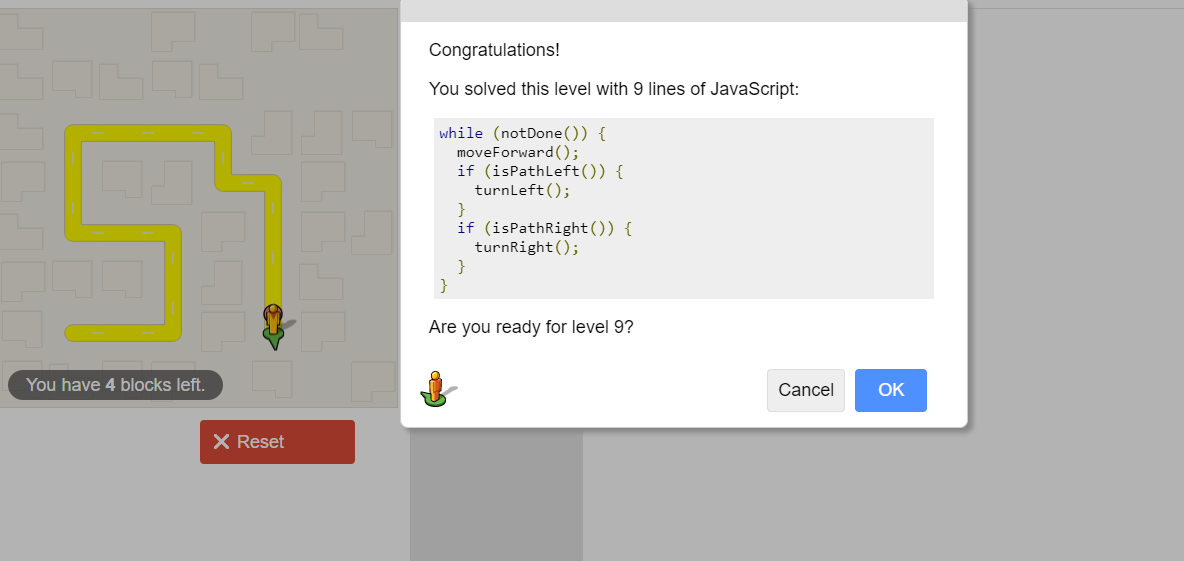 Congratulations!
You solved this level with 9 lines of JavaScript:
while (notDone()) {
  moveForward();
  if (isPathLeft()) {
    turnLeft();
  }
  if (isPathRight()) {
    turnRight();
  }
}
Are you ready for level 9?
Cancel
OK
You have 4 blocks left.
Reset